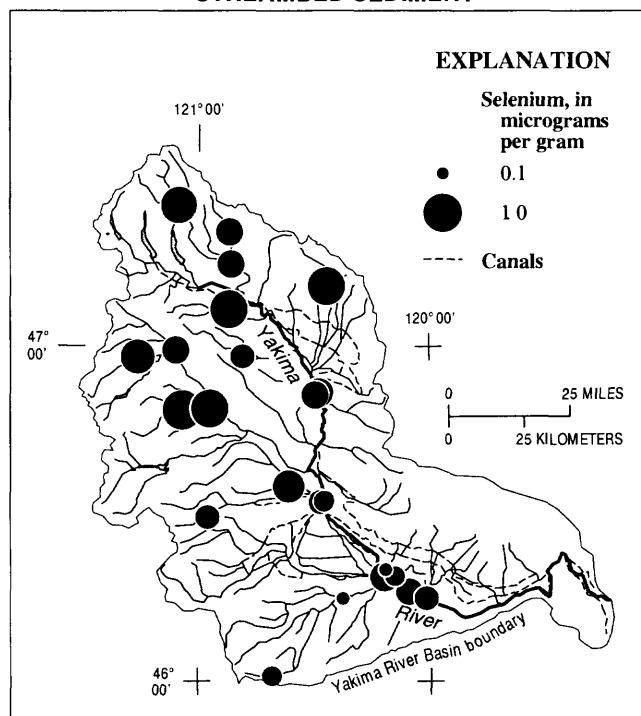 STREAMBED SEDIMENT
EXPLANATION
Selenium, in
micrograms
per gram
0.1
1 0
Canals
121° 00'
120° 00'
47°
00'
Yakima
0 25 MILES
0 25 KILOMETERS
River
Yakima River Basin boundary
46°
00'